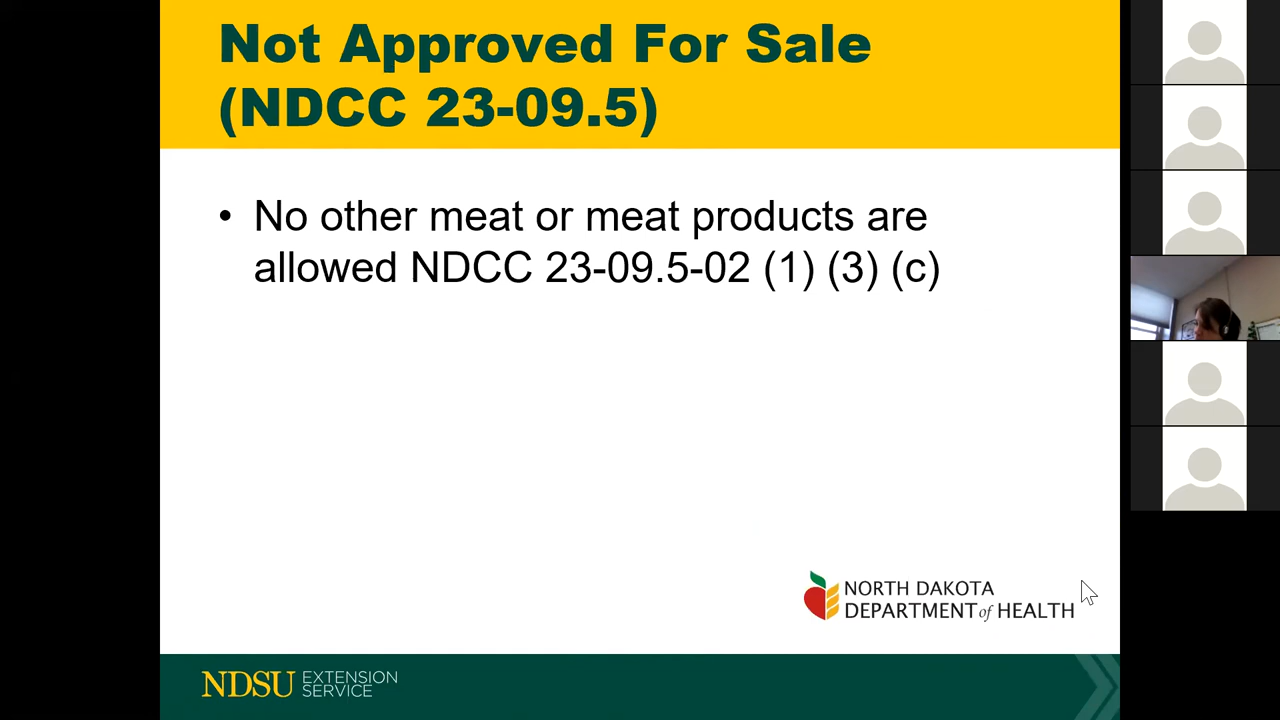 Not Approved For Sale
(NDCC 23-09.5)
• No other meat or meat products are
allowed NDCC 23-09.5-02 (1) (3) (c)
NORTH DAKOTA
DEPARTMENT of HEALTH
NDSU EXTENSION
SERVICE